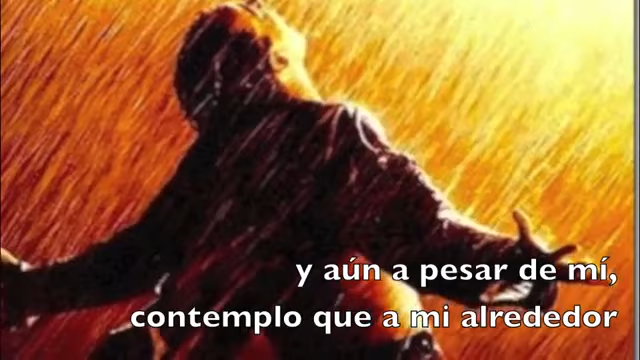 y aún a pesar de mí,
contemplo que a mi alrededor